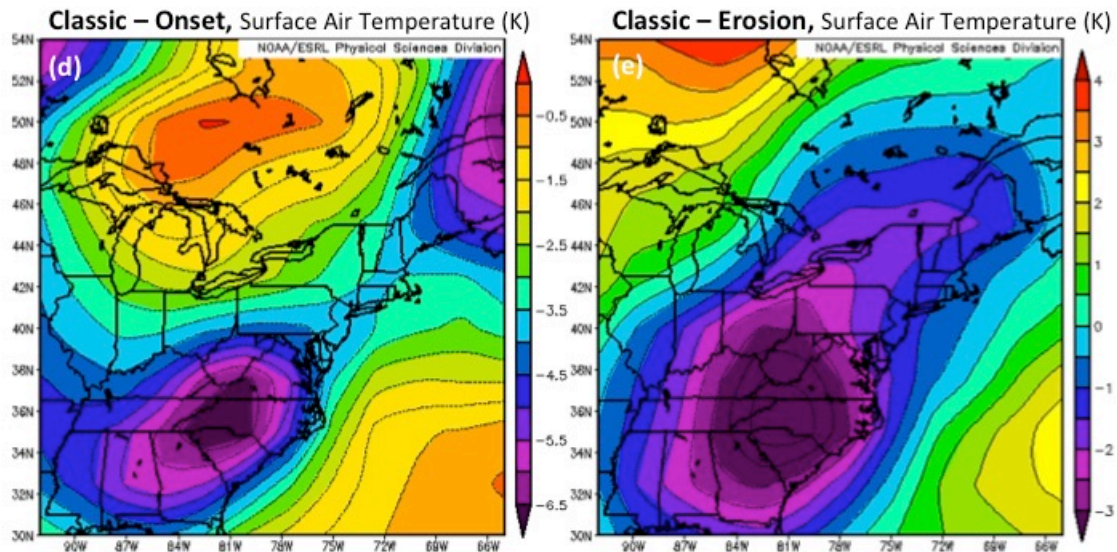 Classic – Onset, Surface Air Temperature (K)
NOAA/ESRL Physical Sciences Division
(d)
54N
52N
50N
48N
46N
44N
42N
40N
38N
36N
34N
32N
30N
90W 87W 84W 81W 78W 75W 72W 69W 66W
-0.5
-1.5
-2.5
-3.5
-4.5
-5.5
-6.5
Classic – Erosion, Surface Air Temperature (K)
NOAA/ESRL Physical Sciences Division
(e)
54N
52N
50N
48N
46N
44N
42N
40N
38N
36N
34N
32N
30N
90W 87W 84W 81W 78W 75W 72W 69W 66W
4
3
2
1
0
-1
-2
-3